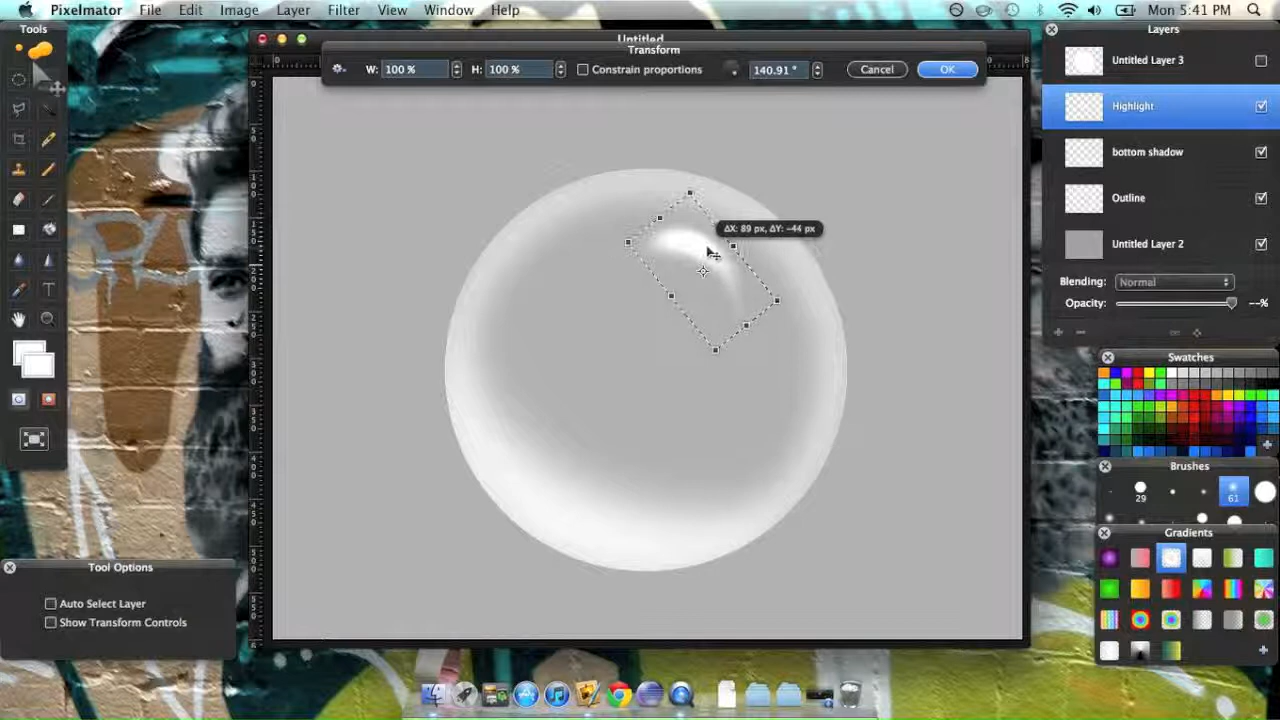 Pixelmator File Edit Image Layer Filter View Window Help Mon 5:41 PM
Tools
Untitled
Transform
W: 100 % H: 100 % Constrain proportions 140.91 ° Cancel OK
ΔX: 89 px, ΔY: -44 px
Layers
Untitled Layer 3
Highlight
bottom shadow
Outline
Untitled Layer 2
Blending: Normal
Opacity: --%
Swatches
Brushes
29
61
Gradients
Tool Options
Auto Select Layer
Show Transform Controls